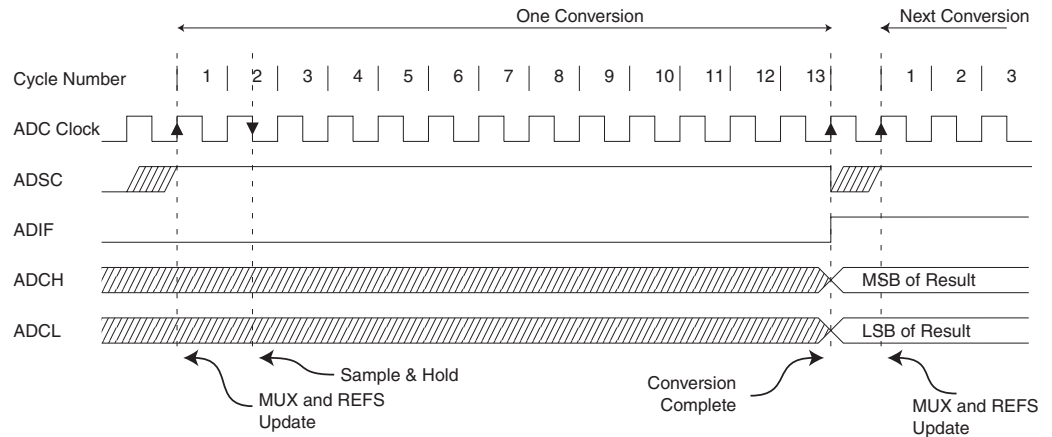 One Conversion
Next Conversion
Cycle Number
1 2 3 4 5 6 7 8 9 10 11 12 13 1 2 3
ADC Clock
ADSC
ADIF
ADCH
MSB of Result
ADCL
LSB of Result
Sample & Hold
MUX and REFS
Update
Conversion
Complete
MUX and REFS
Update